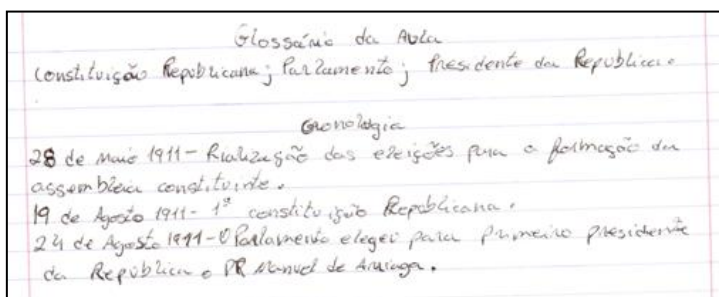 Glossário da Aula
Constituição Republicana; Parlamento; Presidente da República.
Cronologia
28 de Maio 1911 - Realização das eleições para a formação da
assembleia constituinte.
19 de Agosto 1911 - 1ª constituição Republicana.
24 de Agosto 1911 - O Parlamento elegeu para primeiro presidente
da República o PR Manuel de Arriaga.